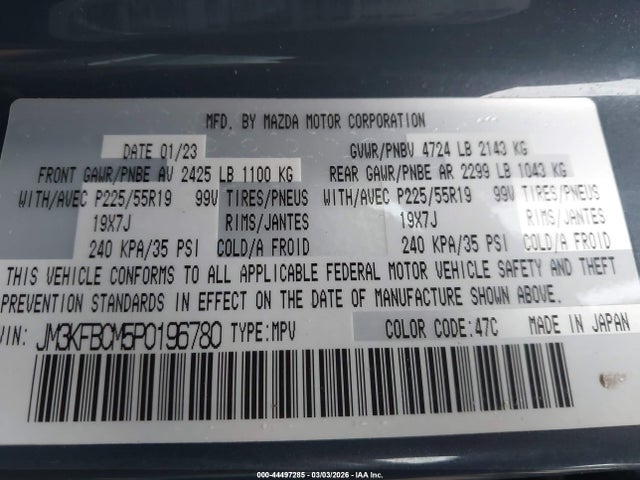 MFD. BY MAZDA MOTOR CORPORATION
DATE 01/23 GVWR/PNBV 4724 LB 2143 KG
FRONT GAWR/PNBE AV 2425 LB 1100 KG REAR GAWR/PNBE AR 2299 LB 1043 KG
WITH/AVEC P225/55R19 99V TIRES/PNEUS WITH/AVEC P225/55R19 99V TIRES/PNEUS
19X7J RIMS/JANTES 19X7J RIMS/JANTES
240 KPA/35 PSI COLD/A FROID 240 KPA/35 PSI COLD/A FROID
THIS VEHICLE CONFORMS TO ALL APPLICABLE FEDERAL MOTOR VEHICLE SAFETY AND THEFT
PREVENTION STANDARDS IN EFFECT ON THE DATE OF MANUFACTURE SHOWN ABOVE.
VIN: JM3KFBCM5P0196780 TYPE:MPV COLOR CODE:47C MADE IN JAPAN
000-44497285 - 03/03/2026 - IAA Inc.